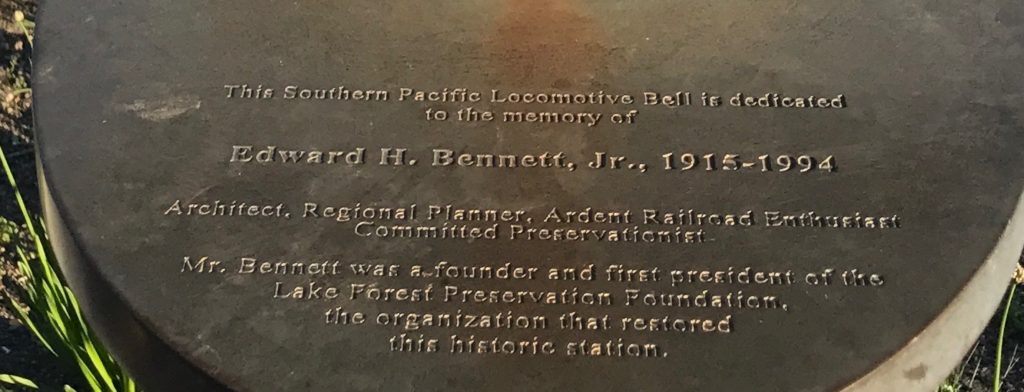 This Southern Pacific Locomotive Bell is dedicated
to the memory of
Edward H. Bennett, Jr., 1915-1994
Architect, Regional Planner, Ardent Railroad Enthusiast
Committed Preservationist
Mr. Bennett was a founder and first president of the
Lake Forest Preservation Foundation,
the organization that restored
this historic station.